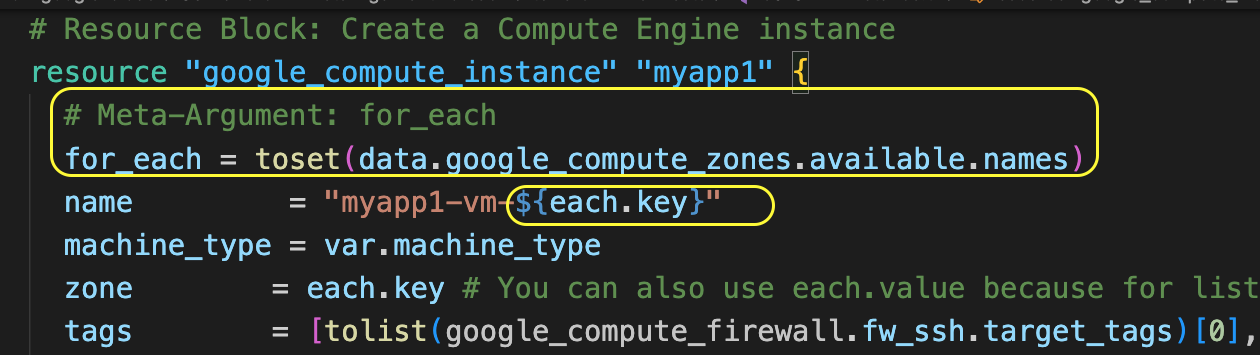 # Resource Block: Create a Compute Engine instance
resource "google_compute_instance" "myapp1" {
# Meta-Argument: for_each
for_each = toset(data.google_compute_zones.available.names)
name = "myapp1-vm-${each.key}"
machine_type = var.machine_type
zone = each.key # You can also use each.value because for list
tags = [tolist(google_compute_firewall.fw_ssh.target_tags)[0],